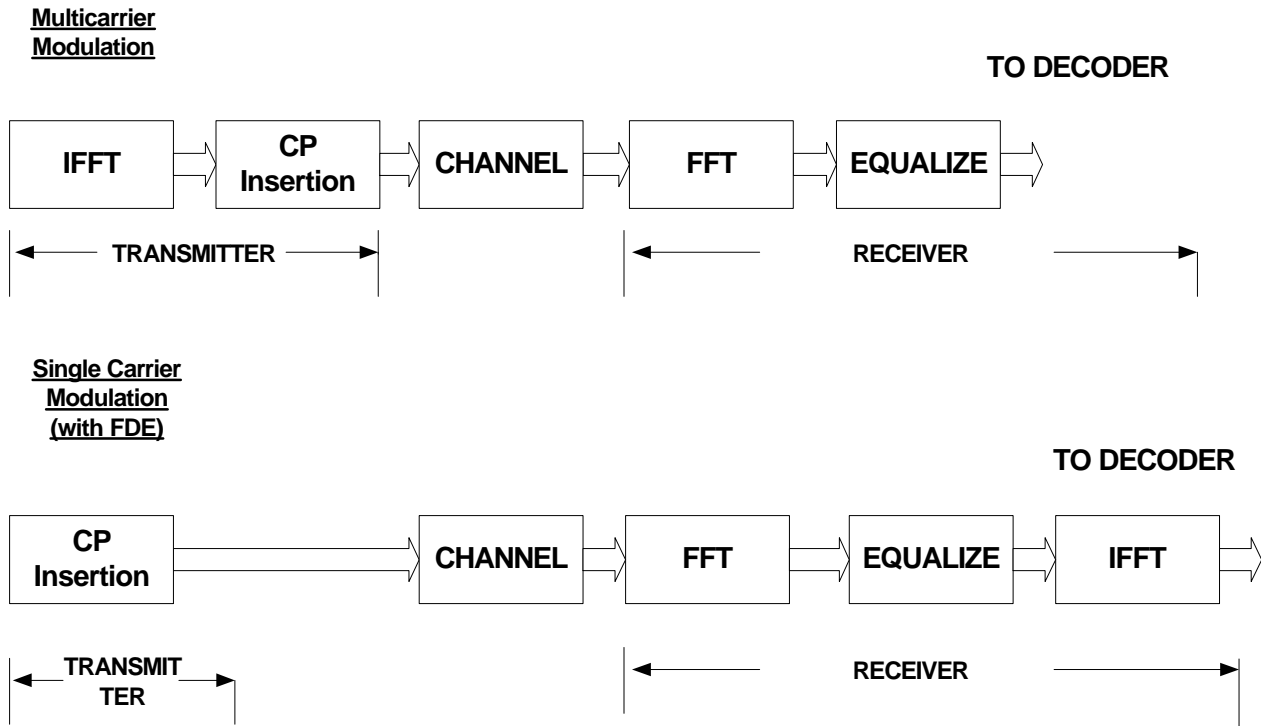 Multicarrier
Modulation
TO DECODER
IFFT
CP
Insertion
CHANNEL
FFT
EQUALIZE
TRANSMITTER
RECEIVER
Single Carrier
Modulation
(with FDE)
TO DECODER
CP
Insertion
CHANNEL
FFT
EQUALIZE
IFFT
TRANSMIT
TER
RECEIVER